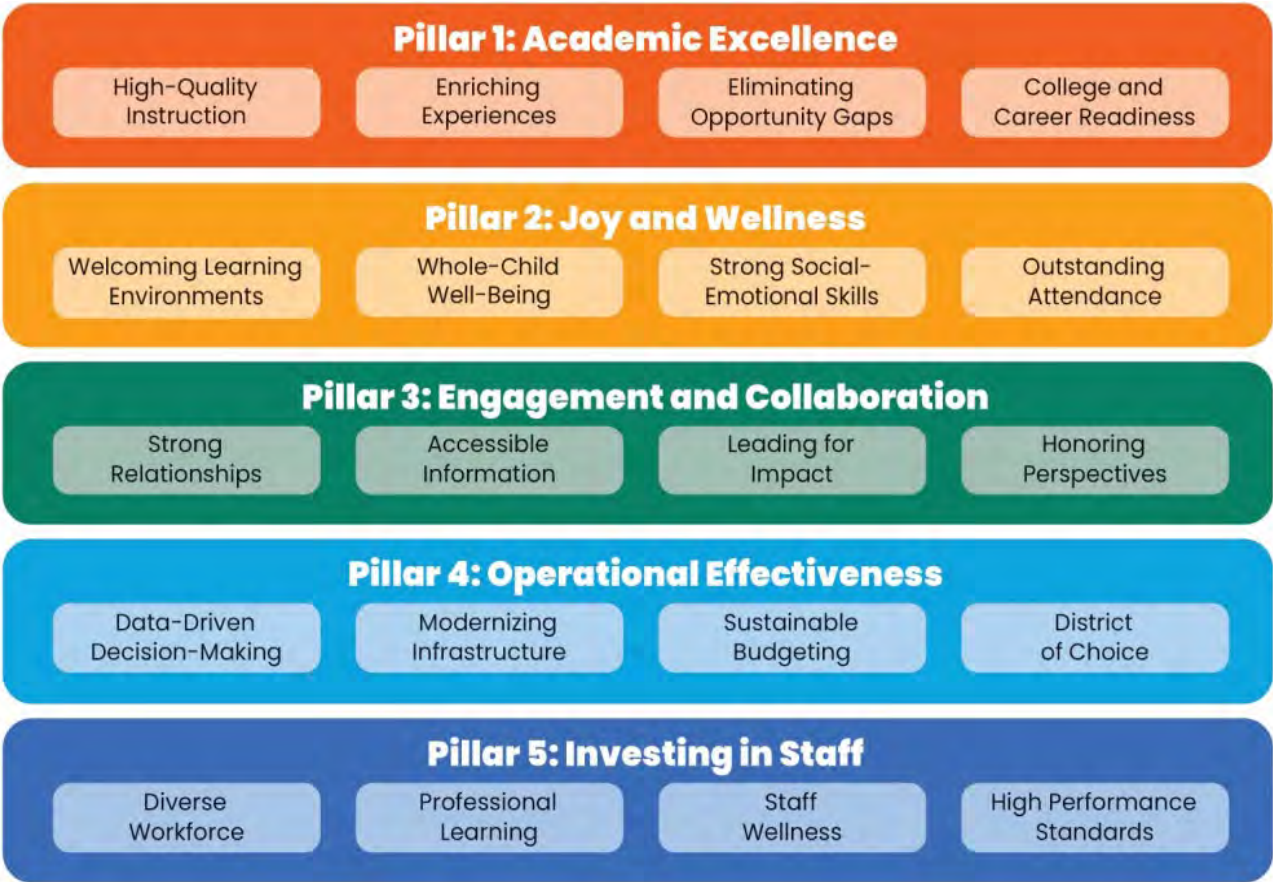 Pillar 1: Academic Excellence
High-Quality
Instruction
Enriching
Experiences
Eliminating
Opportunity Gaps
College and
Career Readiness
Pillar 2: Joy and Wellness
Welcoming Learning
Environments
Whole-Child
Well-Being
Strong Social-
Emotional Skills
Outstanding
Attendance
Pillar 3: Engagement and Collaboration
Strong
Relationships
Accessible
Information
Leading for
Impact
Honoring
Perspectives
Pillar 4: Operational Effectiveness
Data-Driven
Decision-Making
Modernizing
Infrastructure
Sustainable
Budgeting
District
of Choice
Pillar 5: Investing in Staff
Diverse
Workforce
Professional
Learning
Staff
Wellness
High Performance
Standards